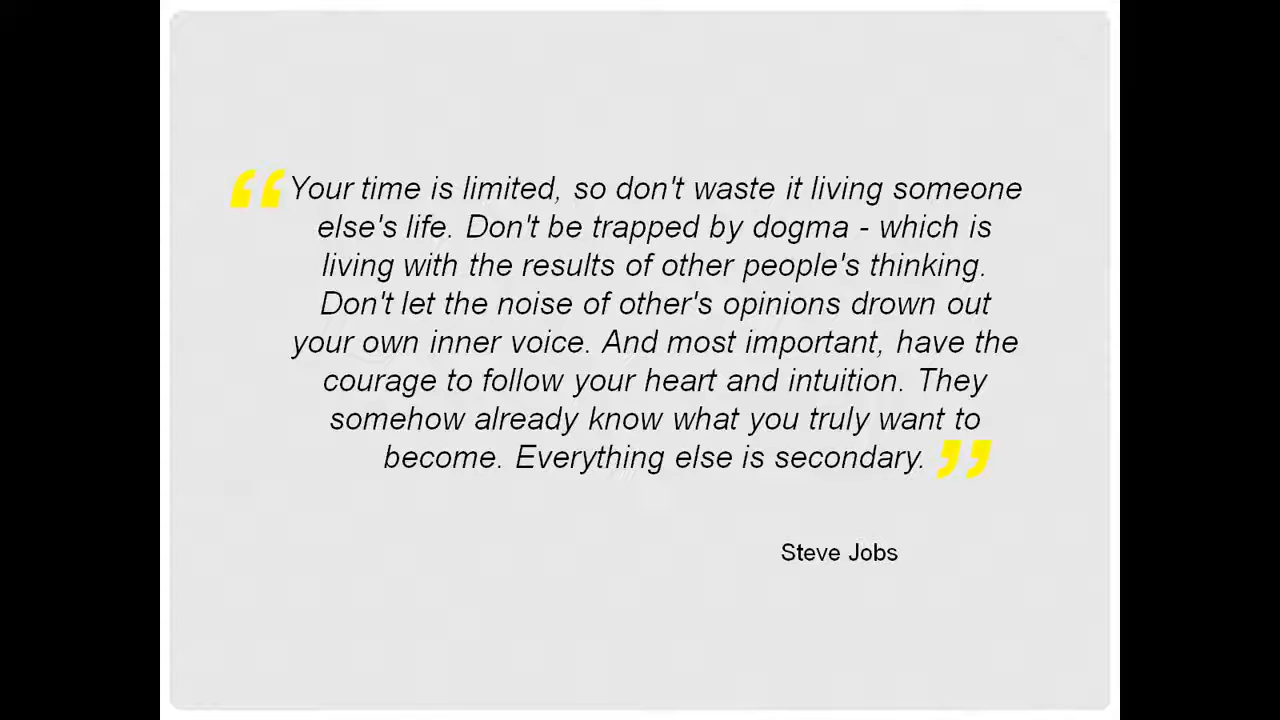 “Your time is limited, so don't waste it living someone
else's life. Don't be trapped by dogma - which is
living with the results of other people's thinking.
Don't let the noise of other's opinions drown out
your own inner voice. And most important, have the
courage to follow your heart and intuition. They
somehow already know what you truly want to
become. Everything else is secondary.”
Steve Jobs